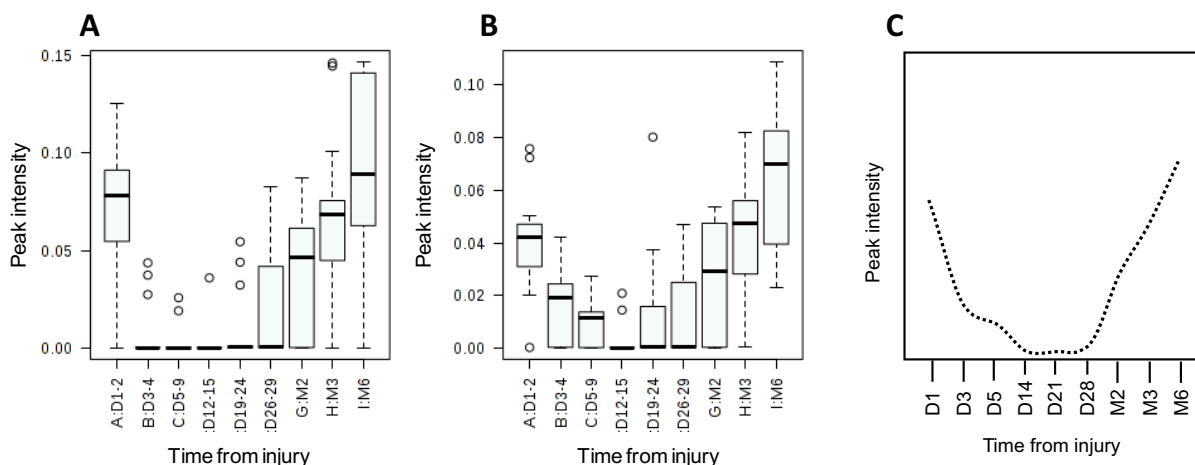 A
B
C
Peak intensity
0.15
0.10
0.05
0.00
A:D1-2
B:D3-4
C:D5-9
:D12-15
:D19-24
:D26-29
G:M2
H:M3
I:M6
Time from injury
Peak intensity
0.10
0.08
0.06
0.04
0.02
0.00
A:D1-2
B:D3-4
C:D5-9
:D12-15
:D19-24
:D26-29
G:M2
H:M3
I:M6
Time from injury
Peak intensity
D1
D3
D5
D14
D21
D28
M2
M3
M6
Time from injury